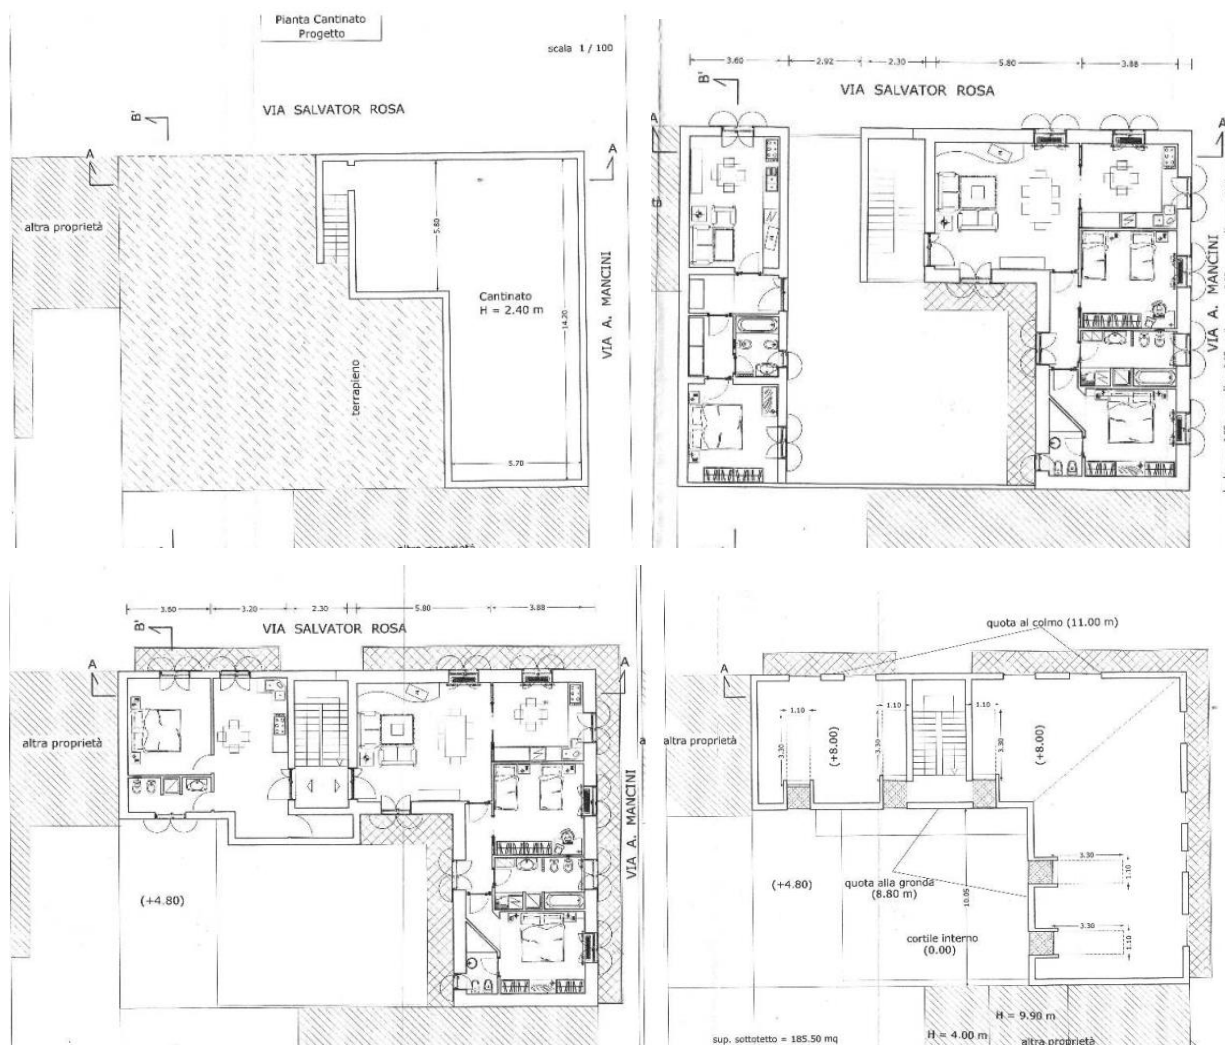 Pianta Cantinato
Progetto
scala 1 / 100
B'
VIA SALVATOR ROSA
A
A
altra proprietà
5.80
Cantinato
H = 2.40 m
14.20
VIA A. MANCINI
terrapieno
5.70
3.60
2.92
2.30
5.80
3.88
B'
VIA SALVATOR ROSA
A
A
VIA A. MANCINI
3.60
3.20
2.30
5.80
3.88
B'
VIA SALVATOR ROSA
A
A
altra proprietà
VIA A. MANCINI
(+4.80)
quota al colmo (11.00 m)
A
altra proprietà
1.10
3.30
(+8.00)
3.30
1.10
1.10
3.30
(+8.00)
3.30
1.10
(+4.80)
quota alla gronda
(8.80 m)
10.05
cortile interno
(0.00)
3.30
1.10
H = 9.90 m
sup. sottotetto = 185.50 mq
H = 4.00 m
altra proprietà